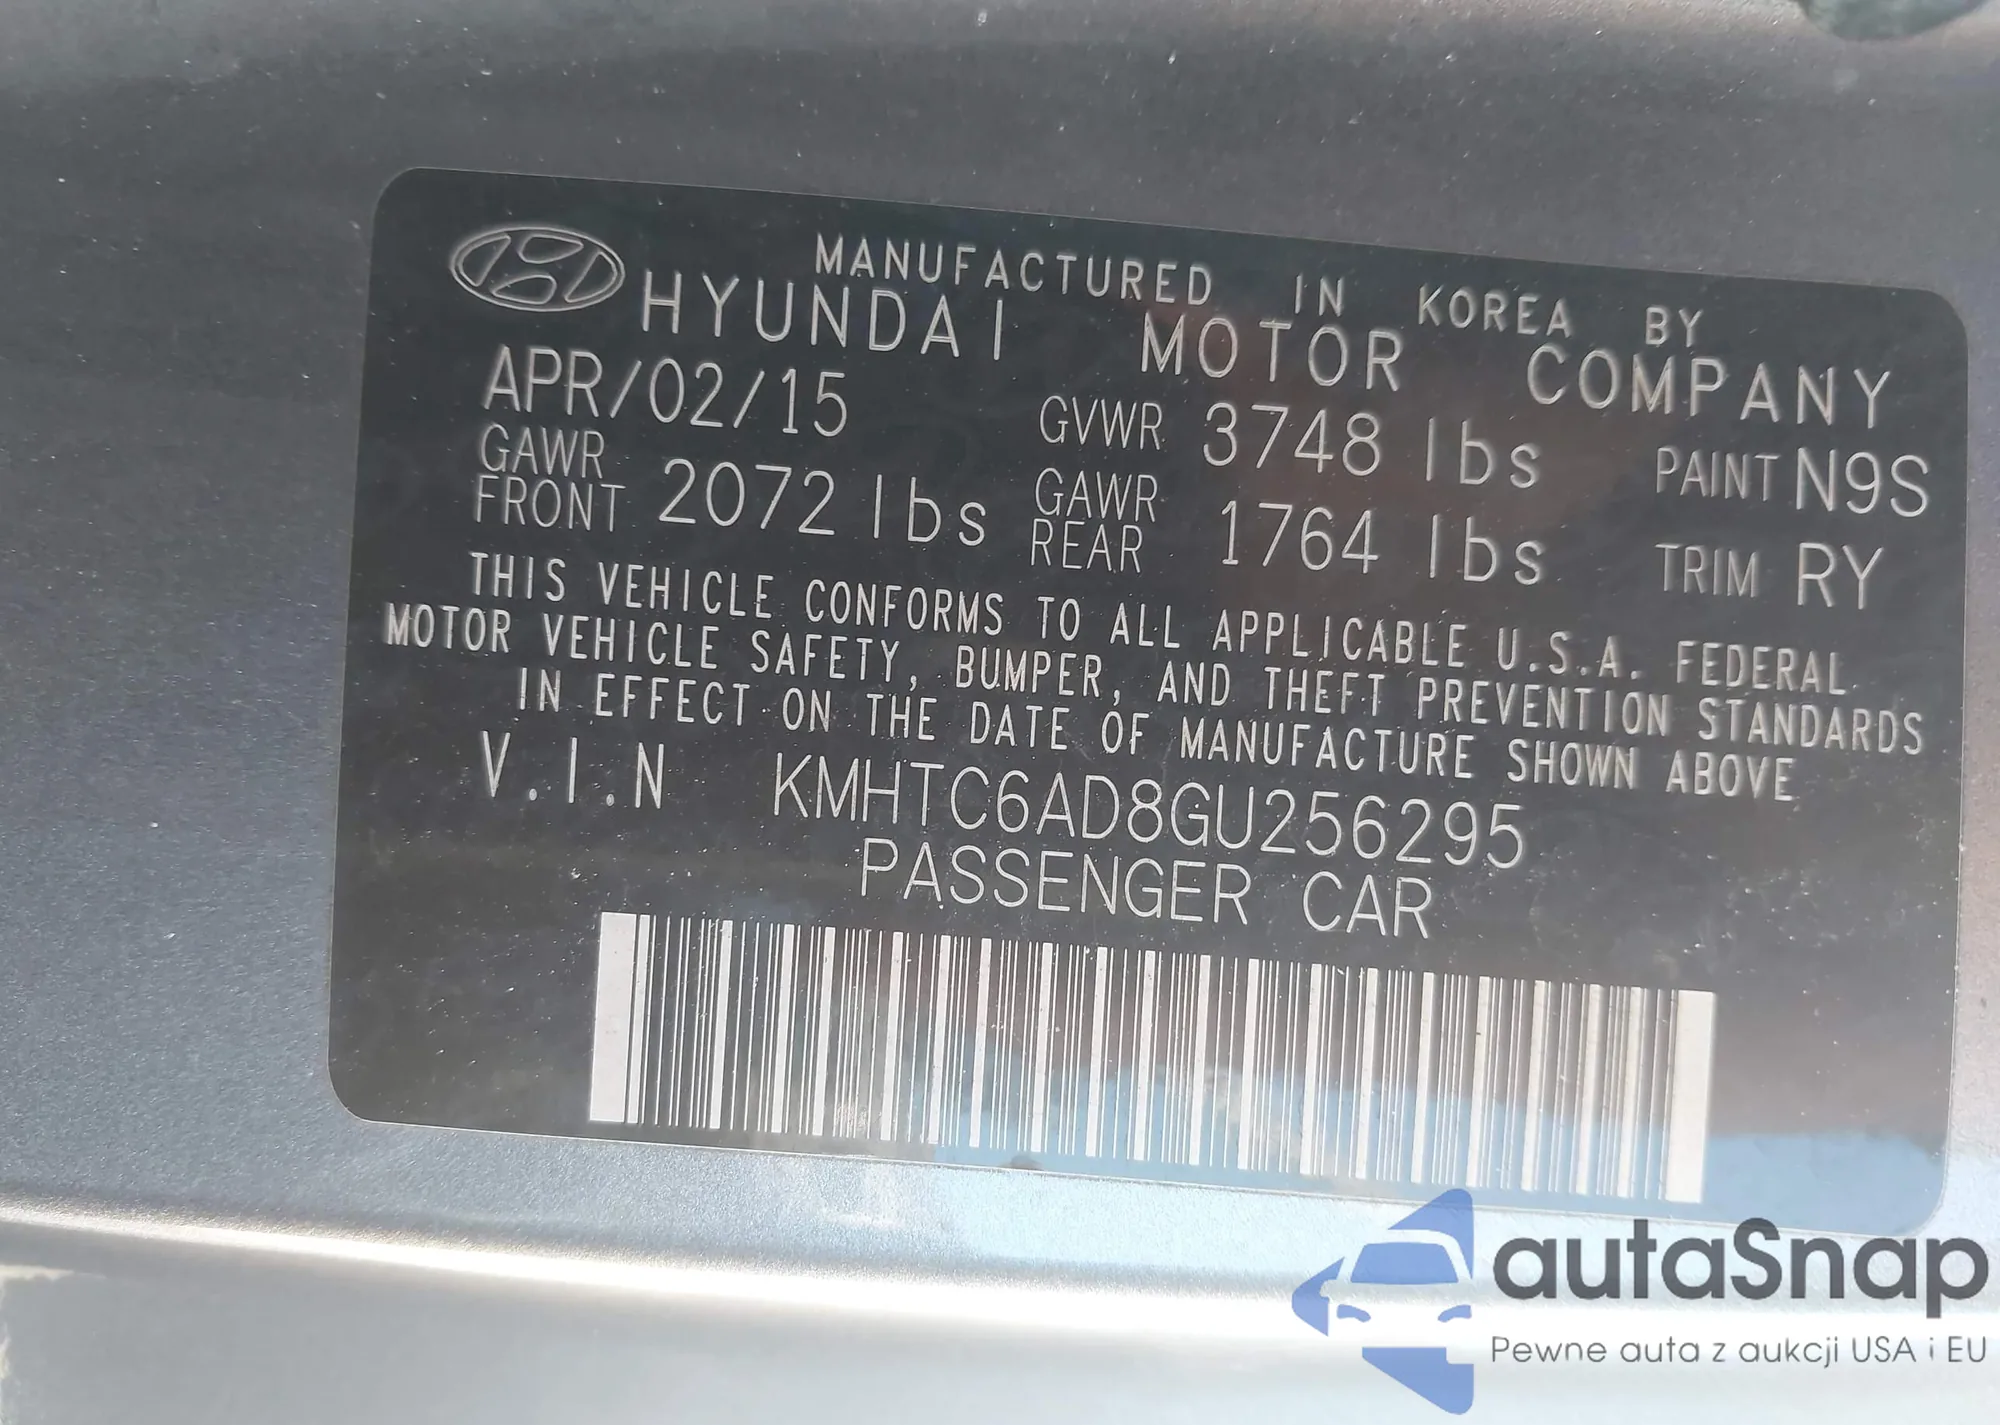 MANUFACTURED IN KOREA BY
HYUNDAI MOTOR COMPANY
APR/02/15 GVWR 3748 lbs PAINT N9S
GAWR FRONT 2072 lbs GAWR REAR 1764 lbs TRIM RY
THIS VEHICLE CONFORMS TO ALL APPLICABLE U.S.A. FEDERAL
MOTOR VEHICLE SAFETY, BUMPER, AND THEFT PREVENTION STANDARDS
IN EFFECT ON THE DATE OF MANUFACTURE SHOWN ABOVE
V.I.N KMHTC6AD8GU256295
PASSENGER CAR
autaSnap
Pewne auta z aukcji USA i EU